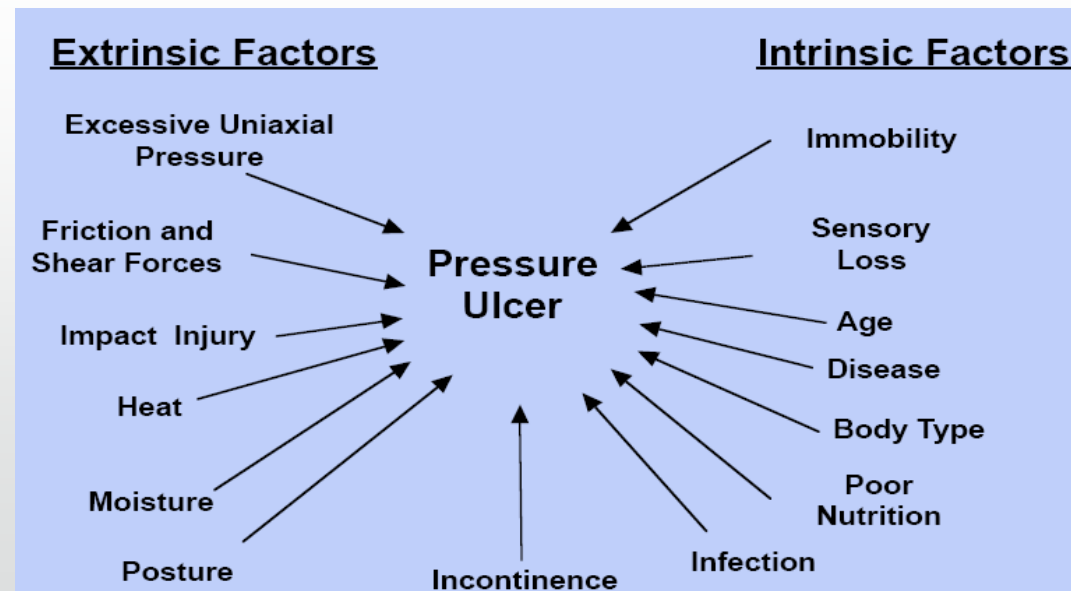 Extrinsic Factors
Intrinsic Factors
Excessive Uniaxial
Pressure
Friction and
Shear Forces
Impact Injury
Heat
Moisture
Posture
Pressure
Ulcer
Incontinence
Immobility
Sensory
Loss
Age
Disease
Body Type
Poor
Nutrition
Infection